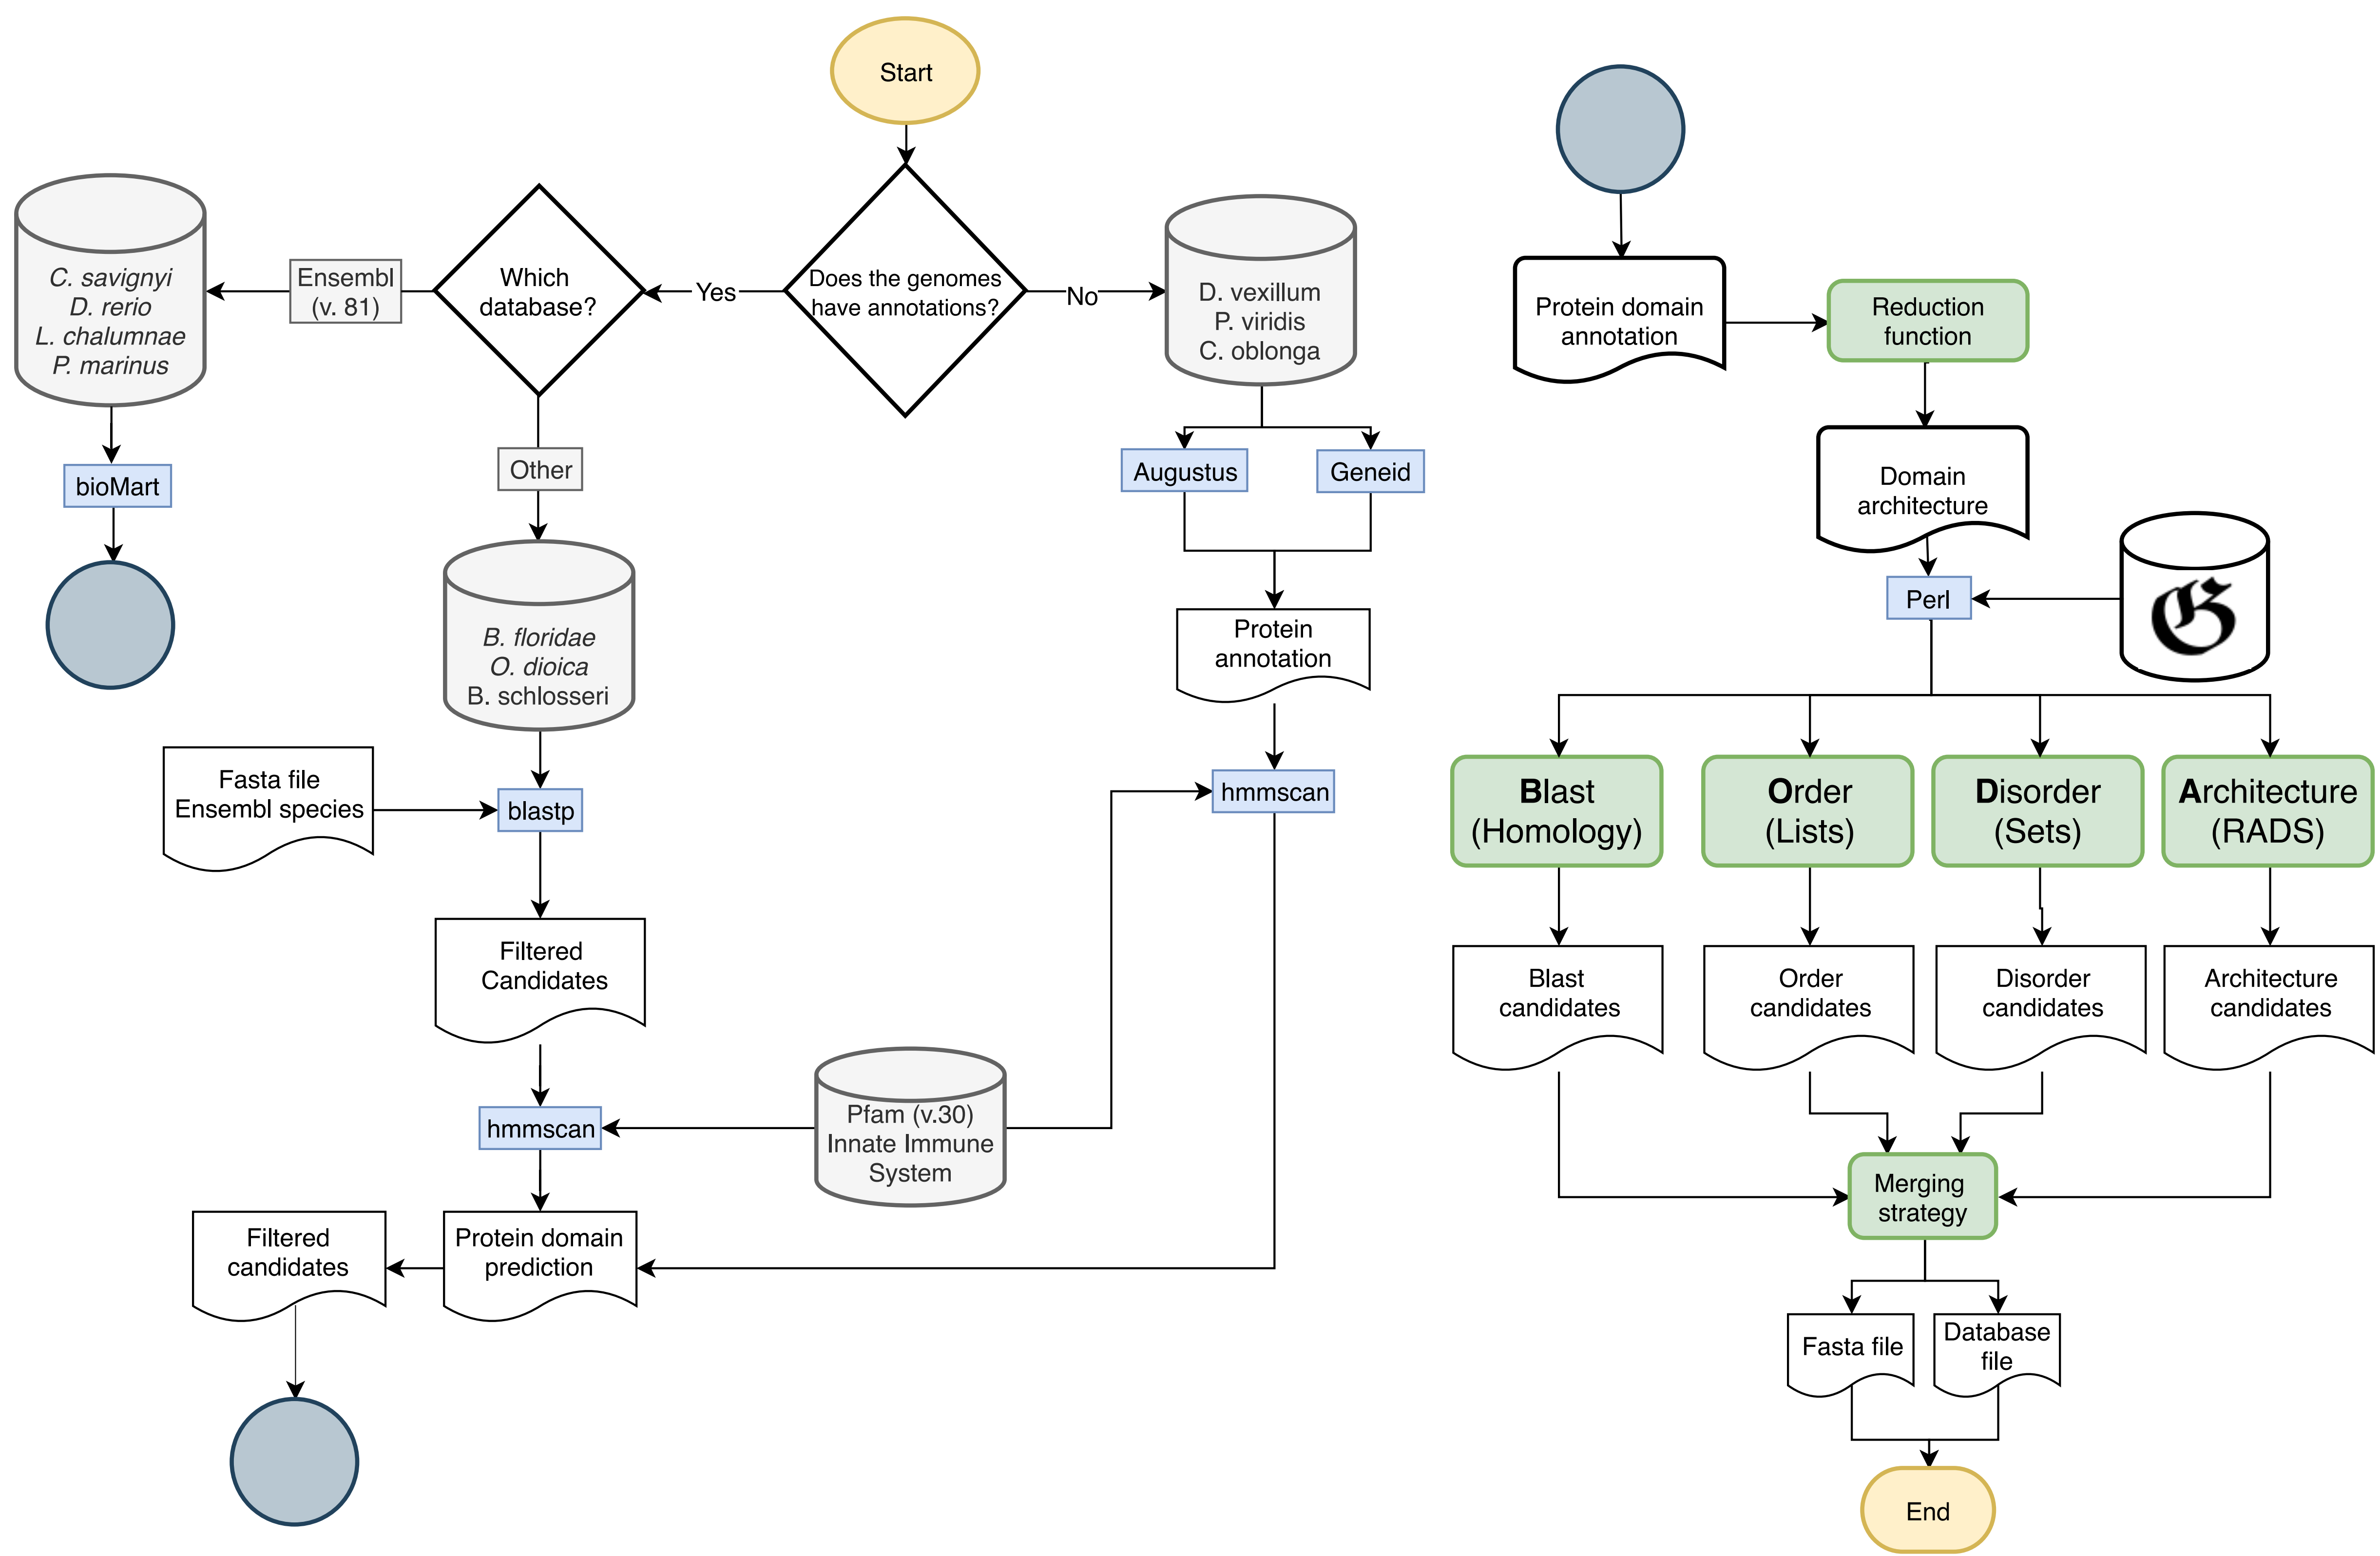 Start
Does the genomes
have annotations?
Yes
No
Which
database?
Ensembl
(v. 81)
C. savignyi
D. rerio
L. chalumnae
P. marinus
bioMart
Other
B. floridae
O. dioica
B. schlosseri
Fasta file
Ensembl species
blastp
Filtered
Candidates
hmmscan
Pfam (v.30)
Innate Immune
System
Protein domain
prediction
Filtered
candidates
D. vexillum
P. viridis
C. oblonga
Augustus
Geneid
Protein
annotation
hmmscan
Protein domain
annotation
Reduction
function
Domain
architecture
Perl
𝕲
Blast
(Homology)
Order
(Lists)
Disorder
(Sets)
Architecture
(RADS)
Blast
candidates
Order
candidates
Disorder
candidates
Architecture
candidates
Merging
strategy
Fasta file
Database
file
End